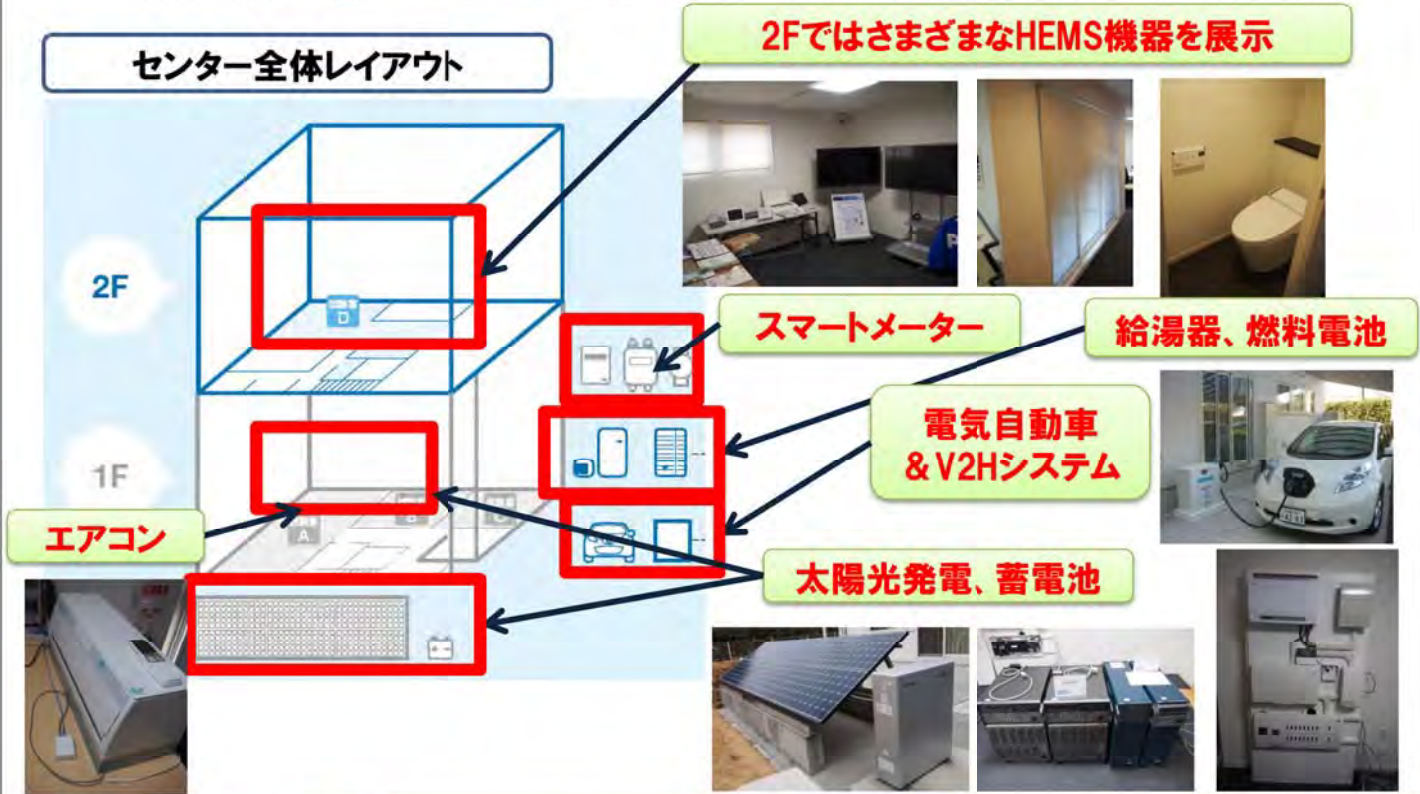 2FではさまざまなHEMS機器を展示
センター全体レイアウト
2F
D
スマートメーター
給湯器、燃料電池
電気自動車
&V2Hシステム
1F
A
エアコン
太陽光発電、蓄電池